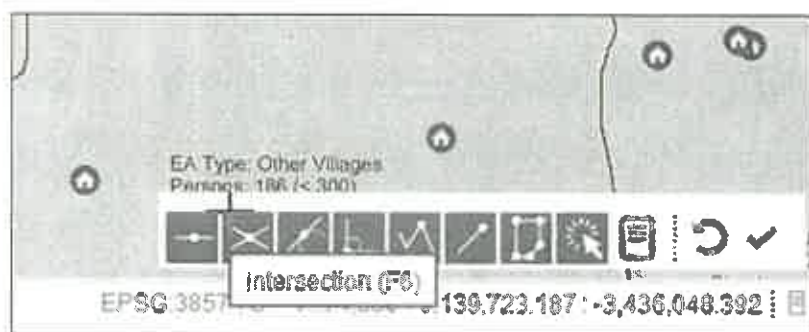 EA Type: Other Villages
Persons: 186 (< 300)
Intersection (F6)
EPSG:3857
139,723.187 : -3,436,048.392